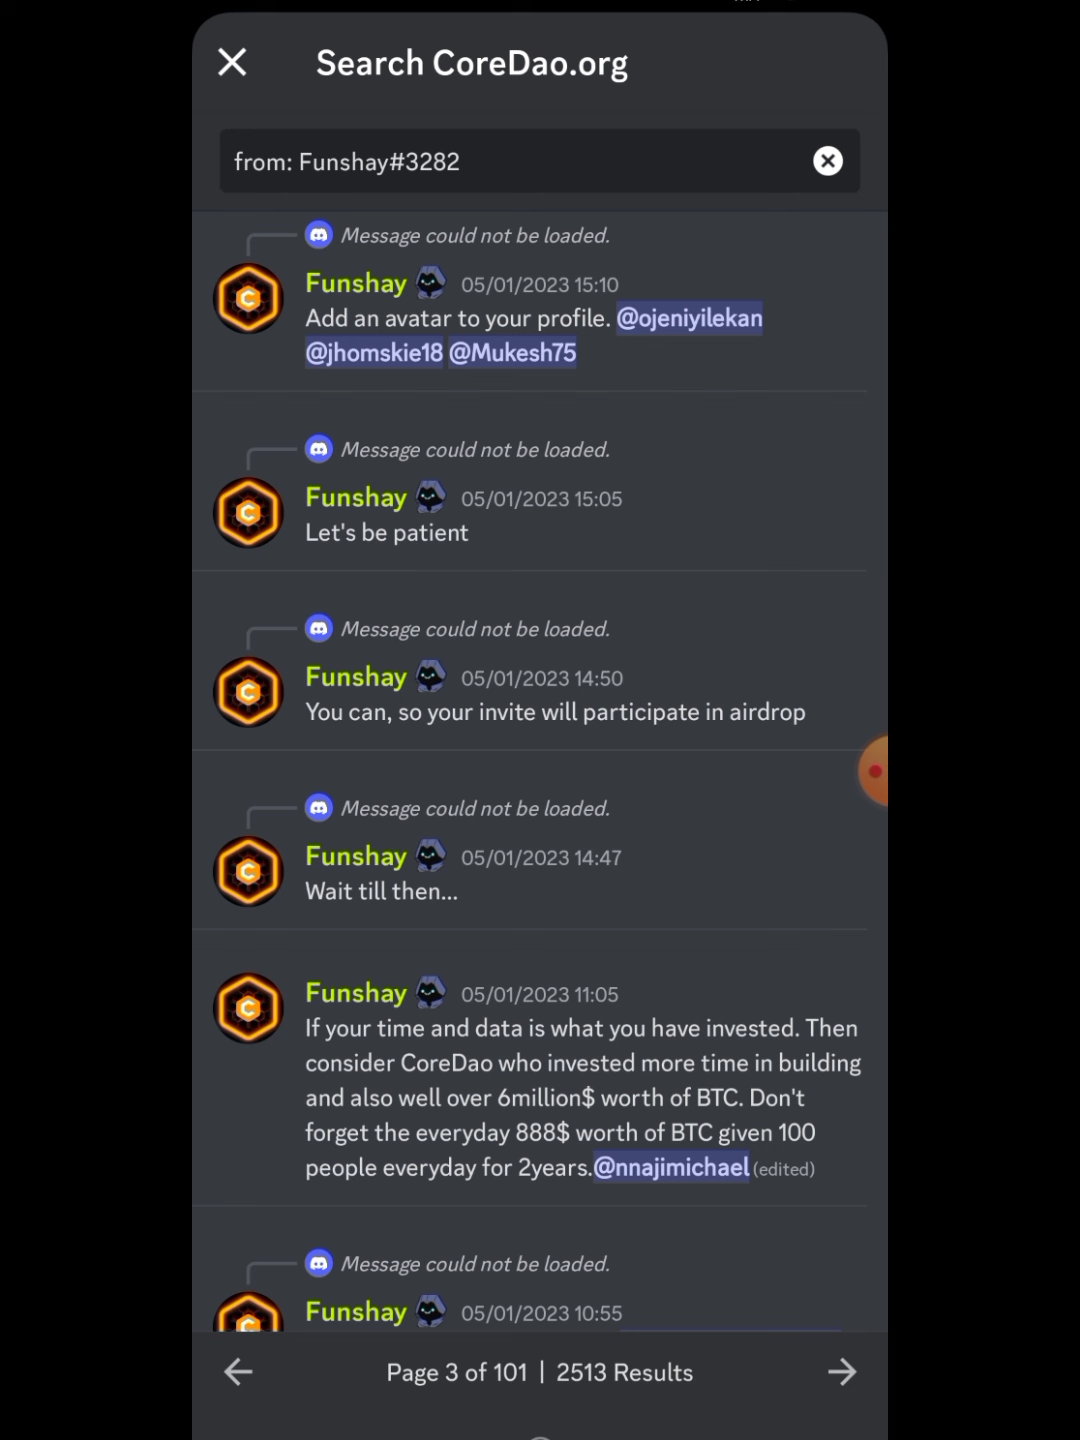 Search CoreDao.org
from: Funshay#3282
Message could not be loaded.
Funshay 05/01/2023 15:10
Add an avatar to your profile. @ojeniyilekan
@jhomskie18 @Mukesh75
Message could not be loaded.
Funshay 05/01/2023 15:05
Let's be patient
Message could not be loaded.
Funshay 05/01/2023 14:50
You can, so your invite will participate in airdrop
Message could not be loaded.
Funshay 05/01/2023 14:47
Wait till then...
Funshay 05/01/2023 11:05
If your time and data is what you have invested. Then
consider CoreDao who invested more time in building
and also well over 6million$ worth of BTC. Don't
forget the everyday 888$ worth of BTC given 100
people everyday for 2years.@nnajimichael (edited)
Message could not be loaded.
Funshay 05/01/2023 10:55
Page 3 of 101 | 2513 Results